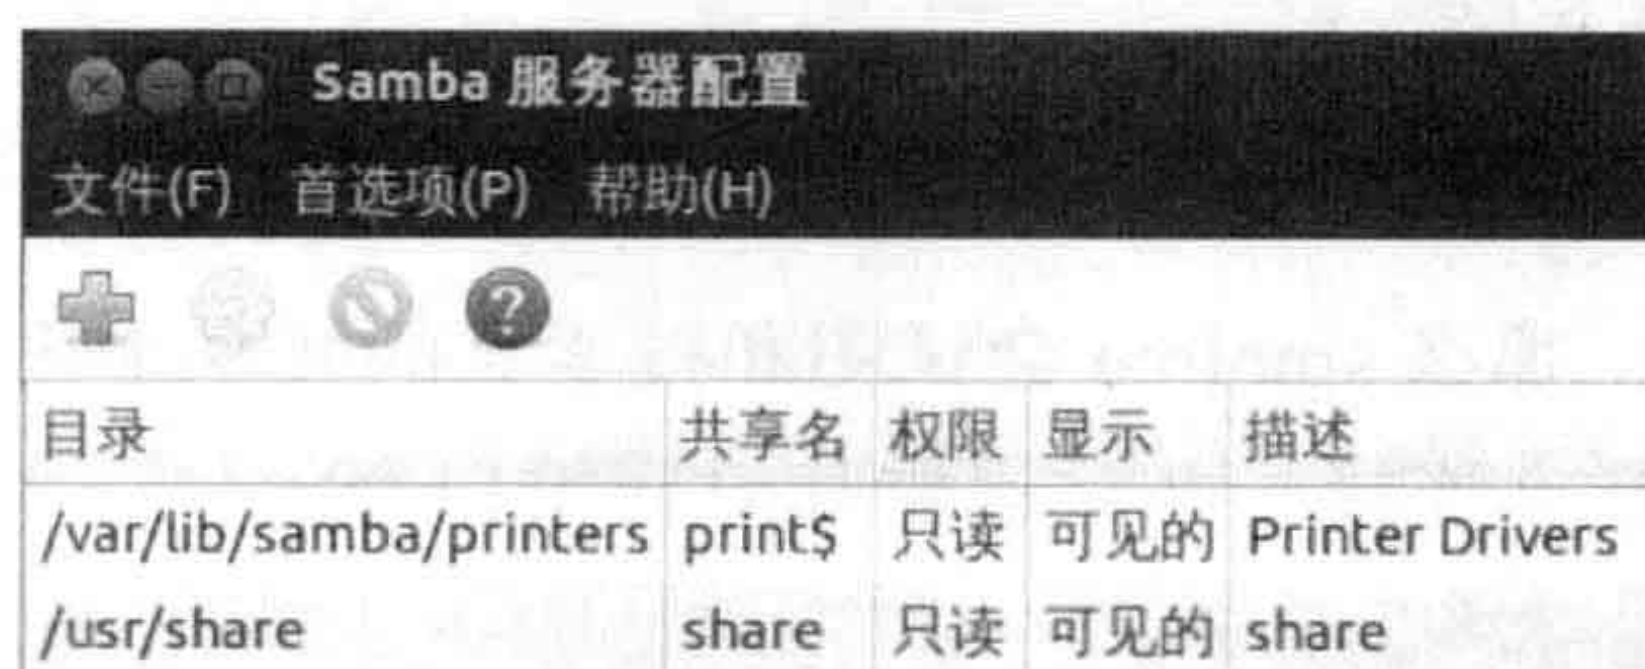 Samba 服务器配置
文件(F) 首选项(P) 帮助(H)
目录 共享名 权限 显示 描述
/var/lib/samba/printers print$ 只读 可见的 Printer Drivers
/usr/share share 只读 可见的 share